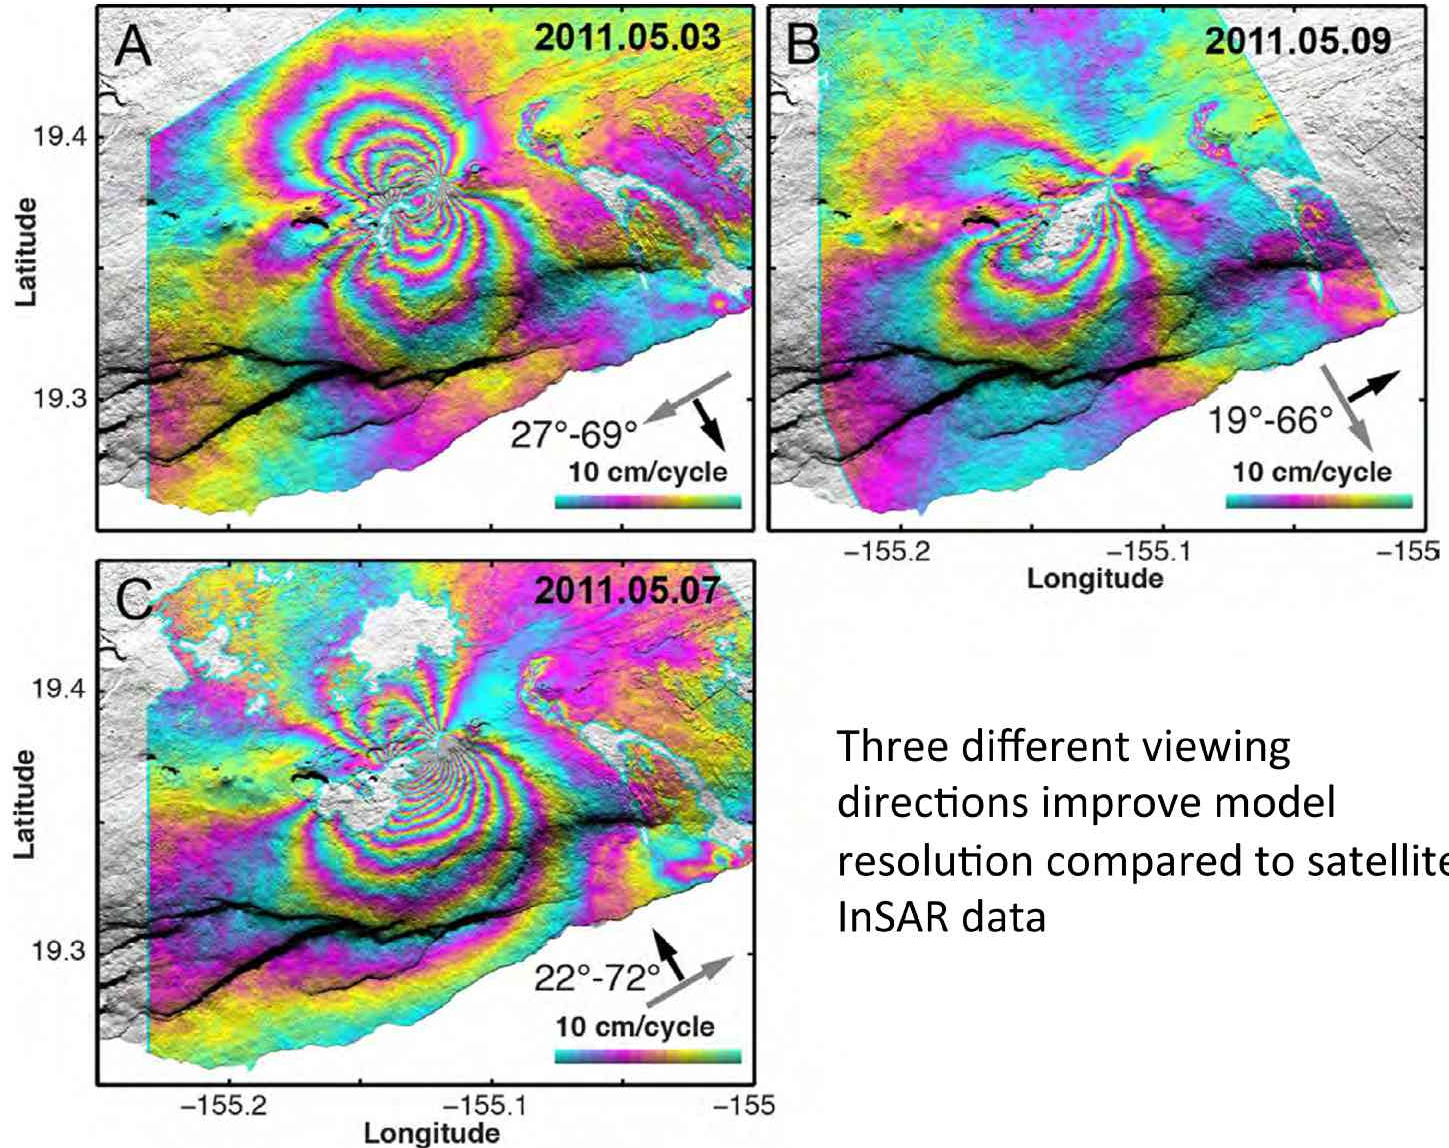 A
2011.05.03
19.4
Latitude
19.3
27°-69°
10 cm/cycle
B
2011.05.09
19°-66°
10 cm/cycle
−155.2
−155.1
−155
Longitude
C
2011.05.07
19.4
Latitude
19.3
22°-72°
10 cm/cycle
−155.2
−155.1
−155
Longitude
Three different viewing
directions improve model
resolution compared to satellite
InSAR data